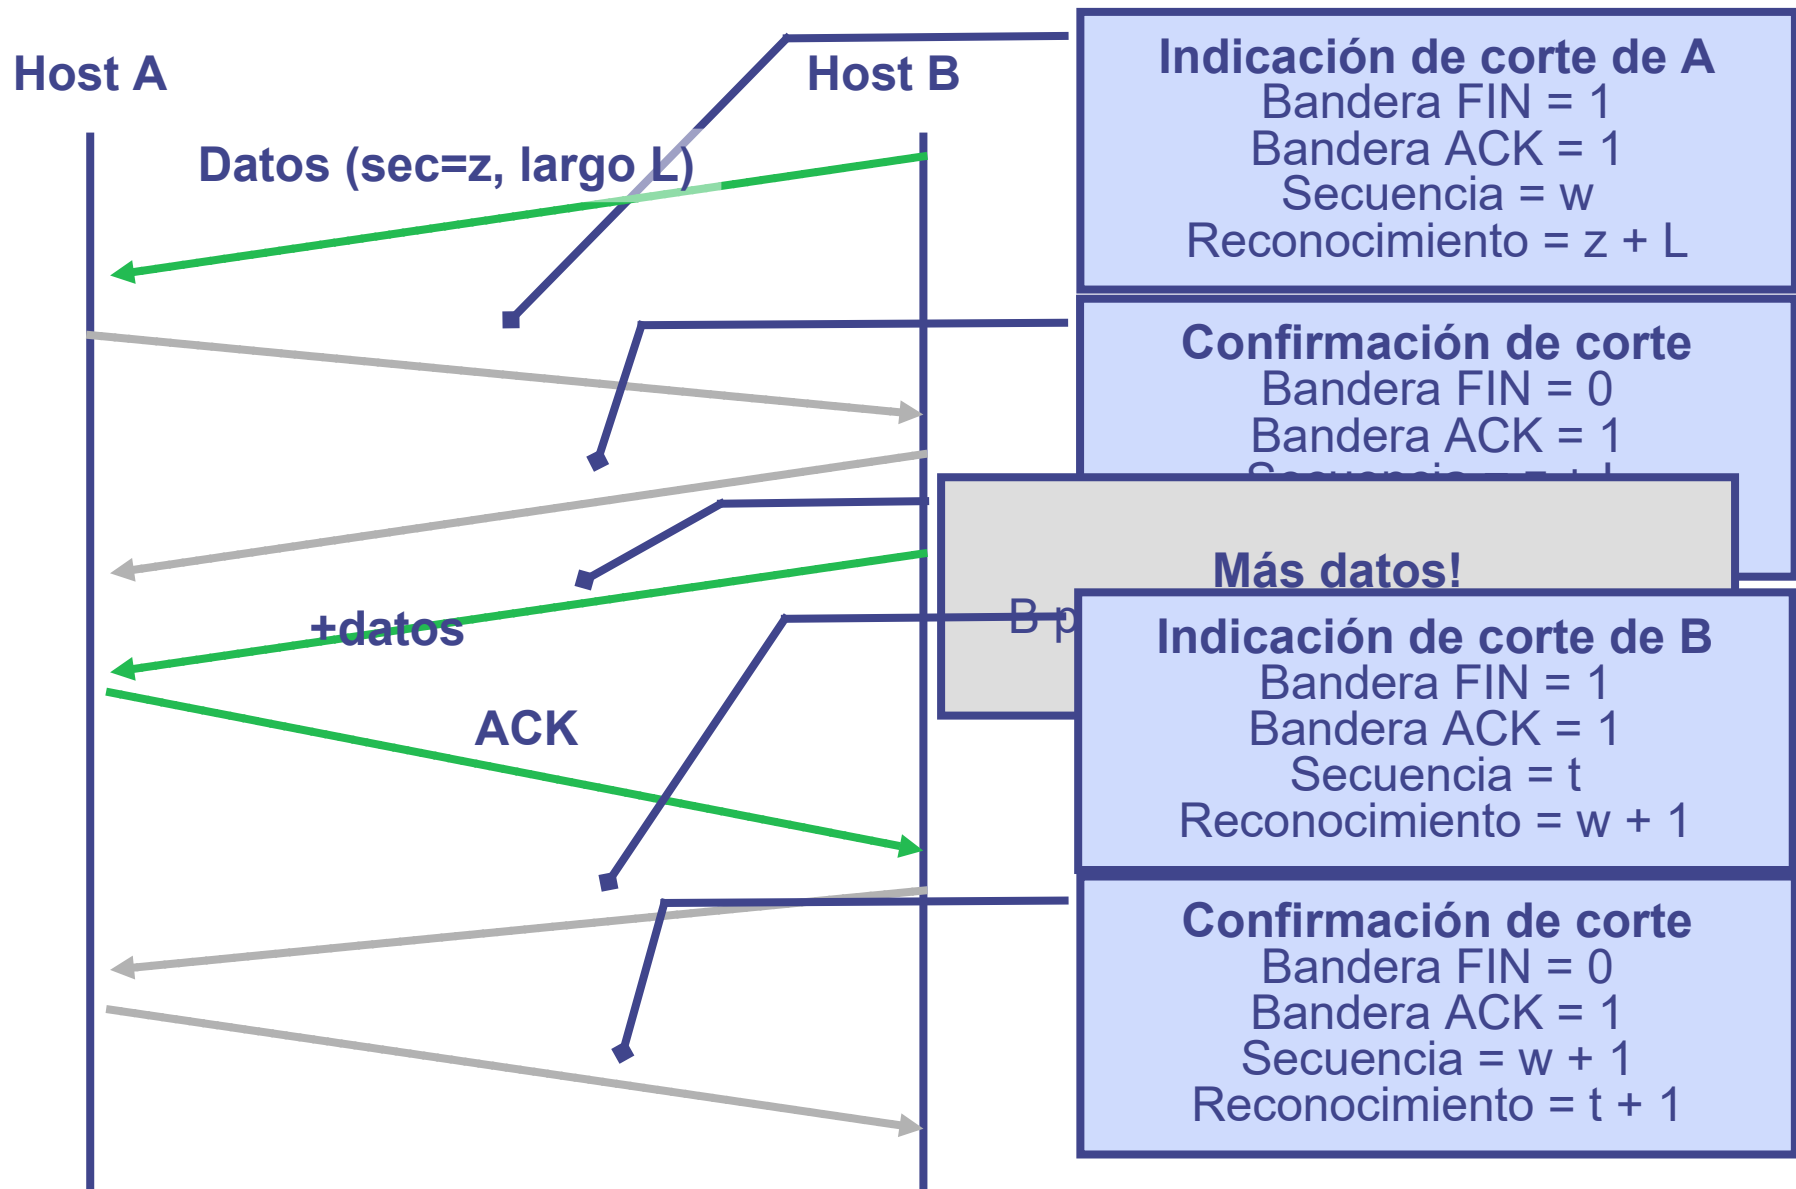 Host A
Host B
Datos (sec=z, largo L)
+datos
ACK
Indicación de corte de A
Bandera FIN = 1
Bandera ACK = 1
Secuencia = w
Reconocimiento = z + L
Confirmación de corte
Bandera FIN = 0
Bandera ACK = 1
Secuencia = z + L
Más datos!
B p
Indicación de corte de B
Bandera FIN = 1
Bandera ACK = 1
Secuencia = t
Reconocimiento = w + 1
Confirmación de corte
Bandera FIN = 0
Bandera ACK = 1
Secuencia = w + 1
Reconocimiento = t + 1